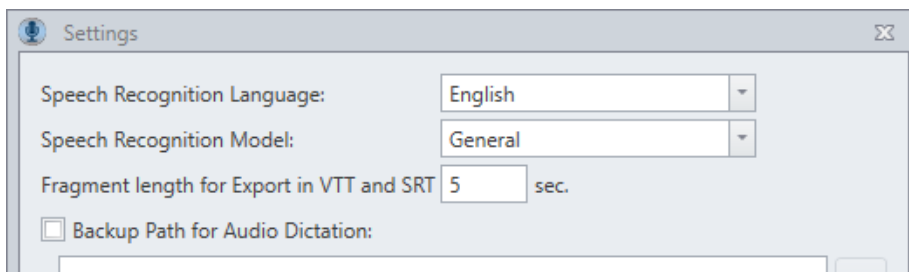 Settings
Speech Recognition Language: English
Speech Recognition Model: General
Fragment length for Export in VTT and SRT 5 sec.
Backup Path for Audio Dictation: